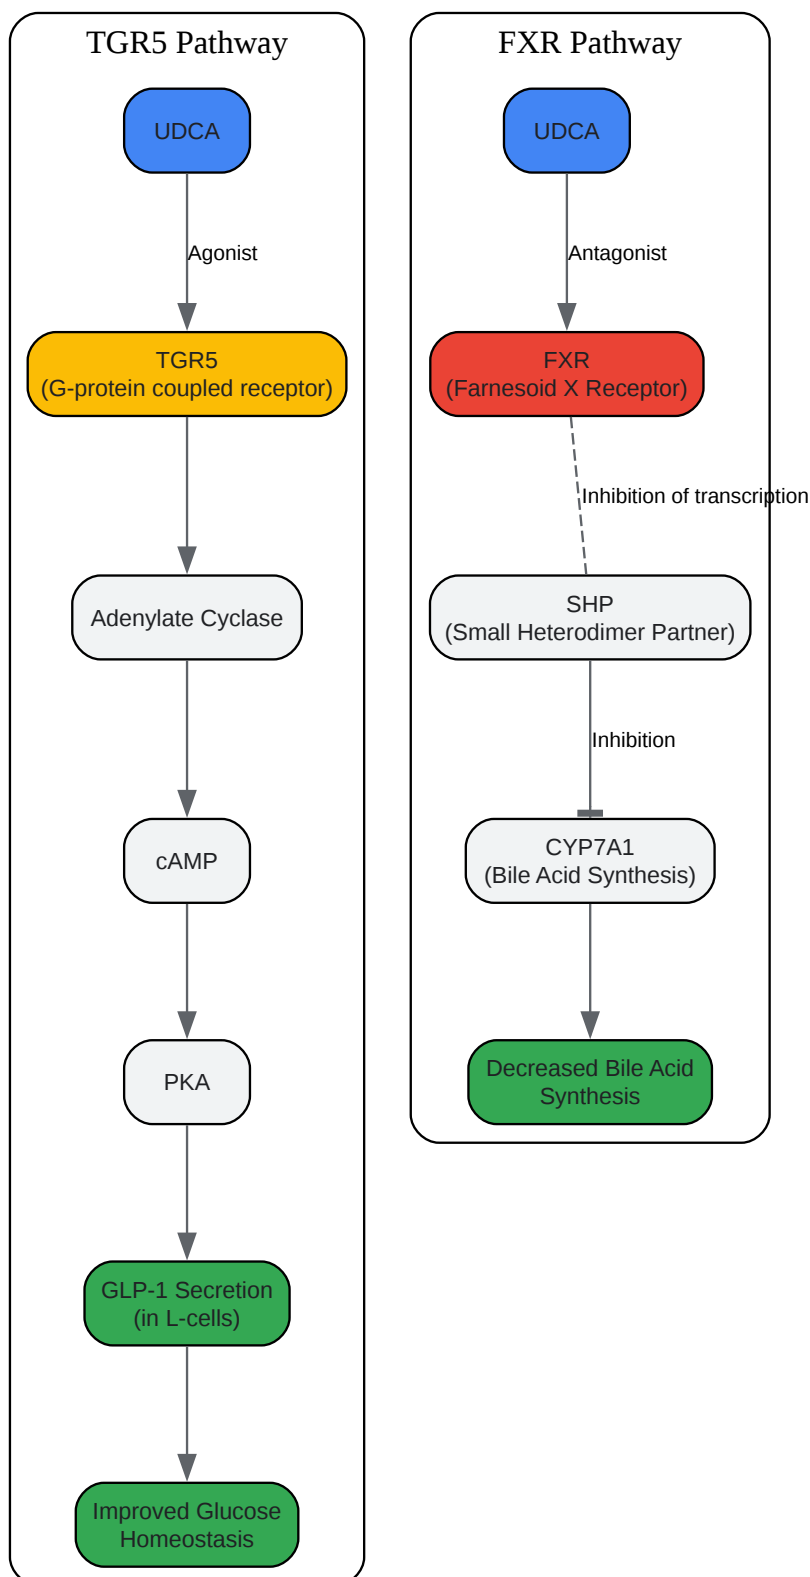 TGR5 Pathway
UDCA
Agonist
TGR5
(G-protein coupled receptor)
Adenylate Cyclase
cAMP
PKA
GLP-1 Secretion
(in L-cells)
Improved Glucose
Homeostasis
FXR Pathway
UDCA
Antagonist
FXR
(Farnesoid X Receptor)
Inhibition of transcription
SHP
(Small Heterodimer Partner)
Inhibition
CYP7A1
(Bile Acid Synthesis)
Decreased Bile Acid
Synthesis